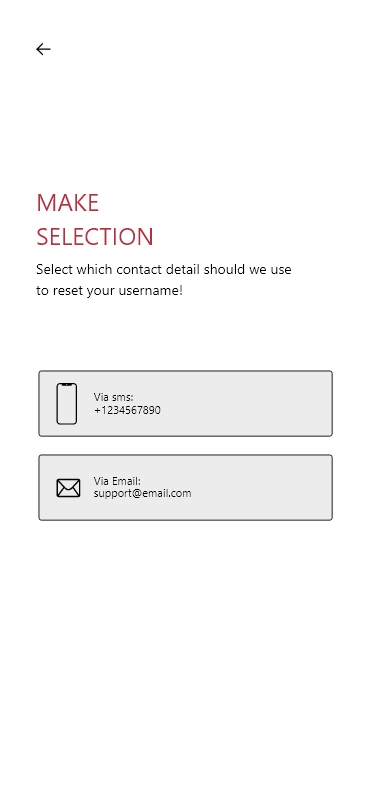 MAKE
SELECTION
Select which contact detail should we use
to reset your username!
Via sms:
+1234567890
Via Email:
support@email.com